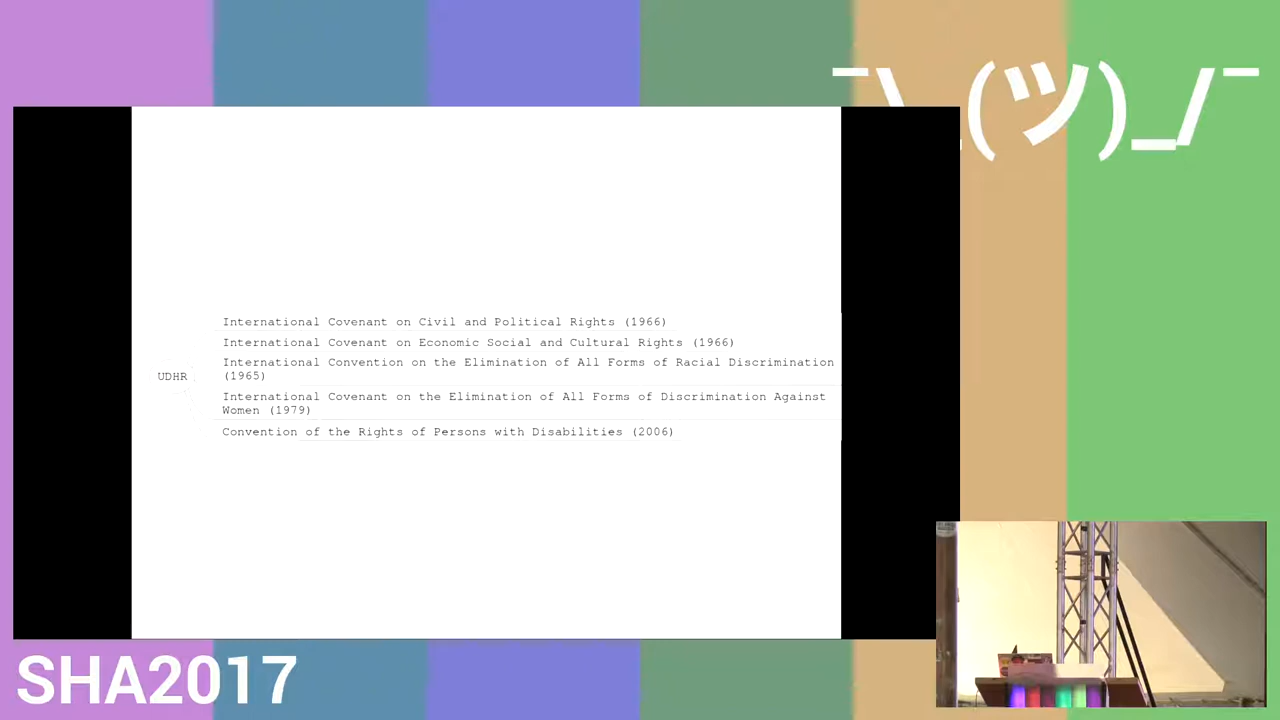 ¯\_(ツ)_/¯
International Covenant on Civil and Political Rights (1966)
International Covenant on Economic Social and Cultural Rights (1966)
International Convention on the Elimination of All Forms of Racial Discrimination
(1965)
UDHR
International Covenant on the Elimination of All Forms of Discrimination Against
Women (1979)
Convention of the Rights of Persons with Disabilities (2006)
SHA2017